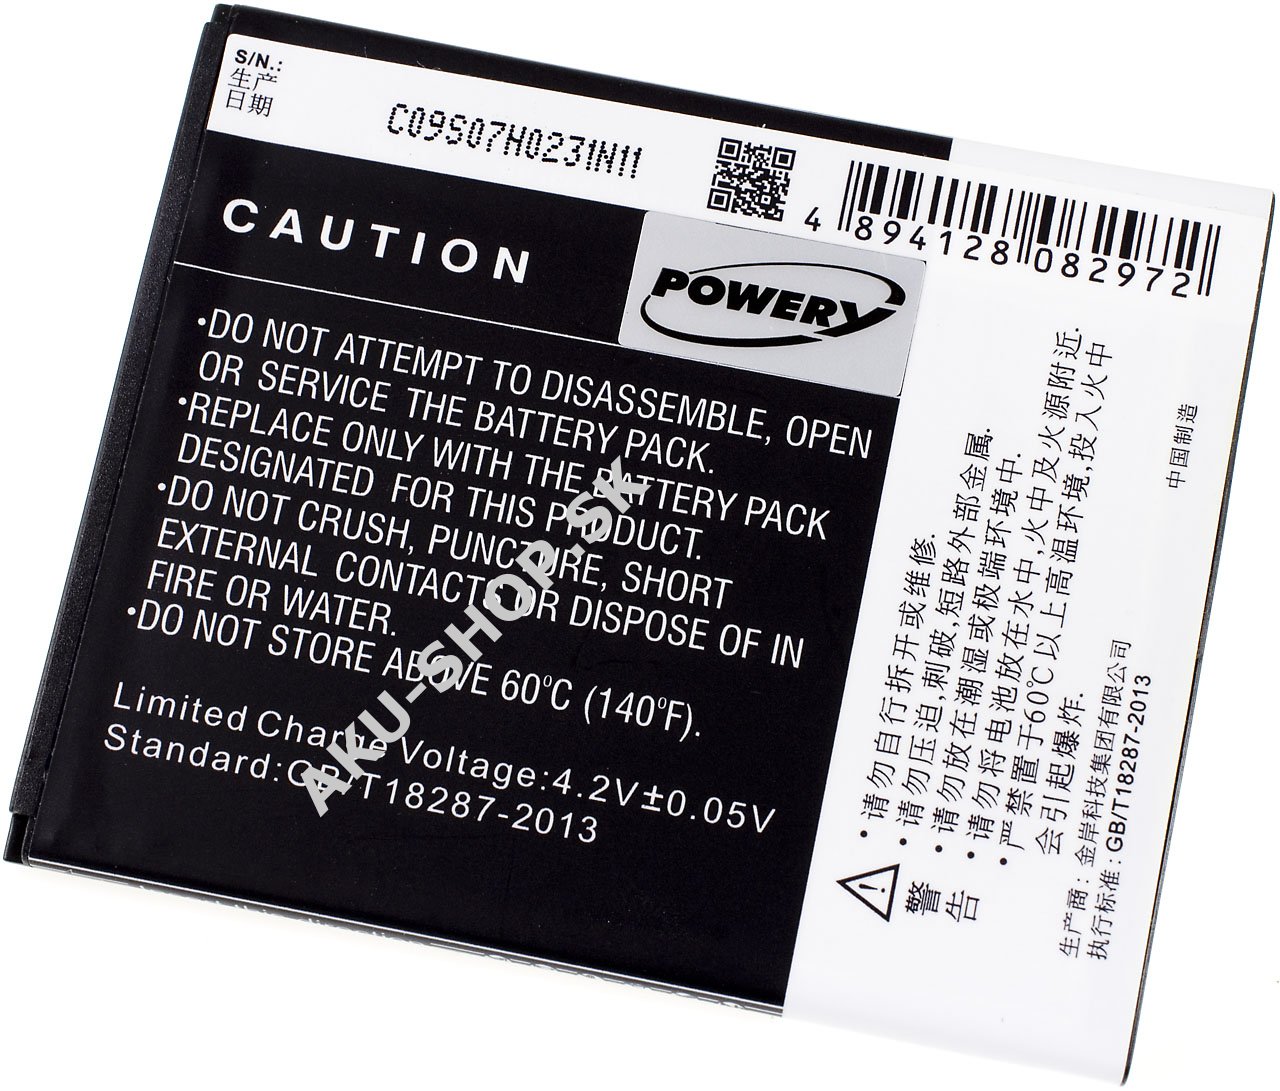 S/N.:
生产
日期
C09S07H0231N11
4 894128 082972
CAUTION
POWERY
•DO NOT ATTEMPT TO DISASSEMBLE, OPEN
OR SERVICE THE BATTERY PACK.
•REPLACE ONLY WITH THE BATTERY PACK
DESIGNATED FOR THIS PRODUCT.
•DO NOT CRUSH, PUNCTURE, SHORT
EXTERNAL CONTACTS OR DISPOSE OF IN
FIRE OR WATER.
•DO NOT STORE ABOVE 60°C (140°F).
Limited Charge Voltage:4.2V±0.05V
Standard:GB/T18287-2013
AKU-SHOP.SK
警告
•请勿自行拆开或维修.
•请勿压迫,刺破,短路外部金属.
•请勿放在潮湿或极端环境中.
•请勿将电池放在水中,火中及火源附近.
•严禁置于60℃以上高温环境,投入火中
会引起爆炸.
生产商:金岸科技集团有限公司
执行标准:GB/T18287-2013
中国制造